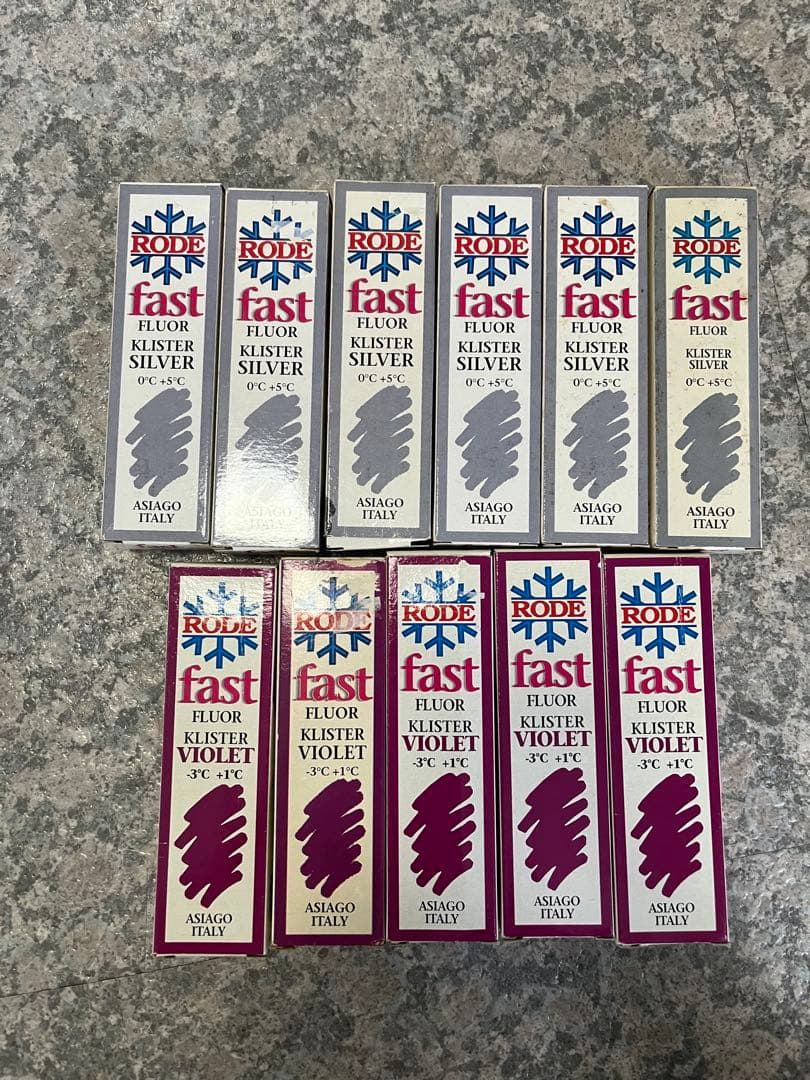 RODE
fast
FLUOR
KLISTER
SILVER
0°C +5°C
ASIAGO
ITALY
RODE
fast
FLUOR
KLISTER
SILVER
0°C +5°C
ASIAGO
ITALY
RODE
fast
FLUOR
KLISTER
SILVER
0°C +5°C
ASIAGO
ITALY
RODE
fast
FLUOR
KLISTER
SILVER
0°C +5°C
ASIAGO
ITALY
RODE
fast
FLUOR
KLISTER
SILVER
0°C +5°C
ASIAGO
ITALY
RODE
fast
FLUOR
KLISTER
SILVER
0°C +5°C
ASIAGO
ITALY
RODE
fast
FLUOR
KLISTER
VIOLET
-3°C +1°C
ASIAGO
ITALY
RODE
fast
FLUOR
KLISTER
VIOLET
-3°C +1°C
ASIAGO
ITALY
RODE
fast
FLUOR
KLISTER
VIOLET
-3°C +1°C
ASIAGO
ITALY
RODE
fast
FLUOR
KLISTER
VIOLET
-3°C +1°C
ASIAGO
ITALY
RODE
fast
FLUOR
KLISTER
VIOLET
-3°C +1°C
ASIAGO
ITALY